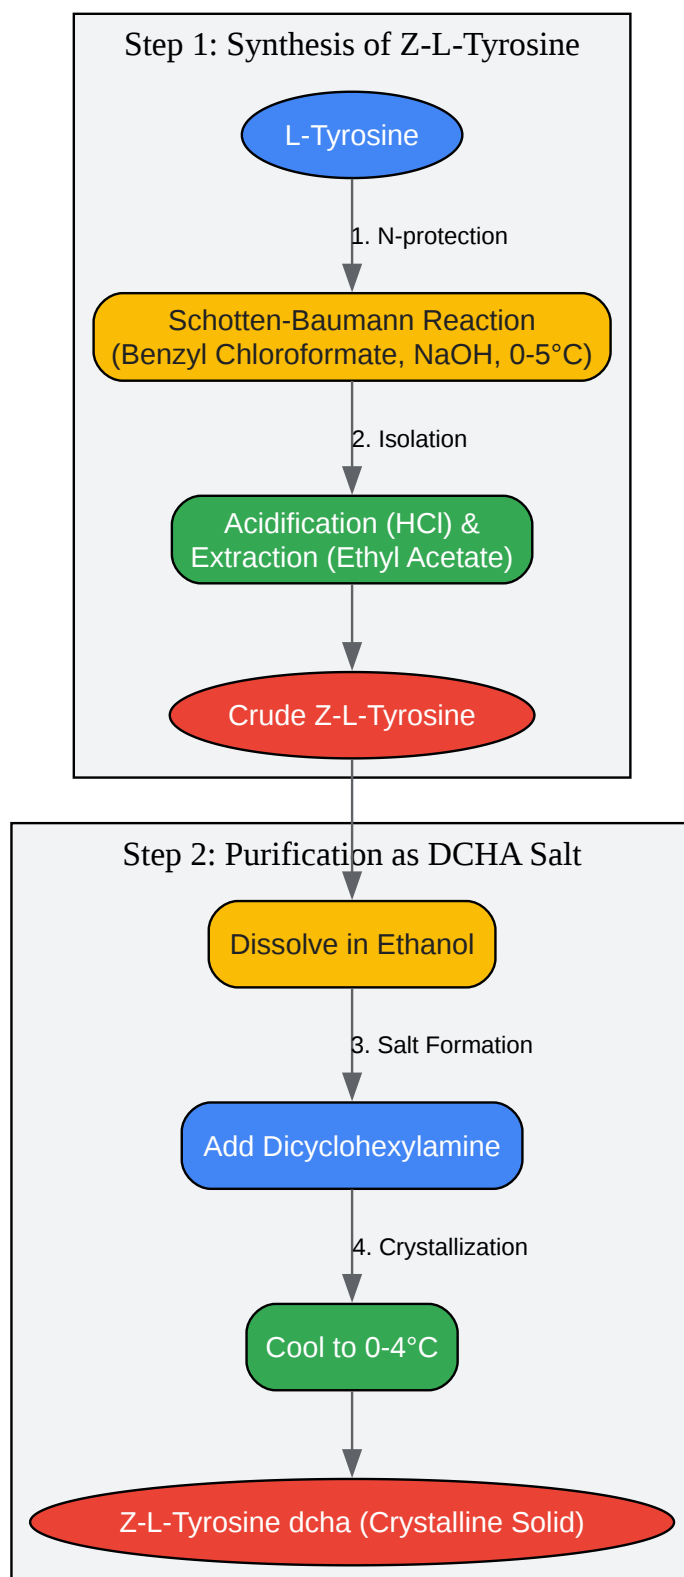 Step 1: Synthesis of Z-L-Tyrosine
L-Tyrosine
1. N-protection
Schotten-Baumann Reaction
(Benzyl Chloroformate, NaOH, 0-5°C)
2. Isolation
Acidification (HCl) &
Extraction (Ethyl Acetate)
Crude Z-L-Tyrosine
Step 2: Purification as DCHA Salt
Dissolve in Ethanol
3. Salt Formation
Add Dicyclohexylamine
4. Crystallization
Cool to 0-4°C
Z-L-Tyrosine dcha (Crystalline Solid)